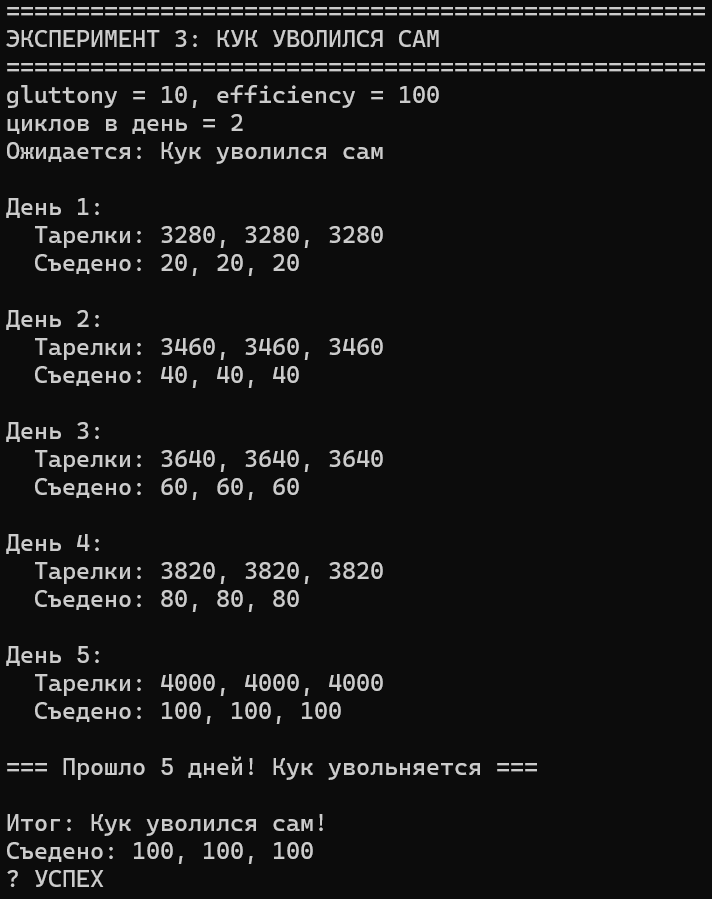 ==================================================
ЭКСПЕРИМЕНТ 3: КУК УВОЛИЛСЯ САМ
==================================================
gluttony = 10, efficiency = 100
циклов в день = 2
Ожидается: Кук уволился сам
День 1:
Тарелки: 3280, 3280, 3280
Съедено: 20, 20, 20
День 2:
Тарелки: 3460, 3460, 3460
Съедено: 40, 40, 40
День 3:
Тарелки: 3640, 3640, 3640
Съедено: 60, 60, 60
День 4:
Тарелки: 3820, 3820, 3820
Съедено: 80, 80, 80
День 5:
Тарелки: 4000, 4000, 4000
Съедено: 100, 100, 100
=== Прошло 5 дней! Кук увольняется ===
Итог: Кук уволился сам!
Съедено: 100, 100, 100
? УСПЕХ